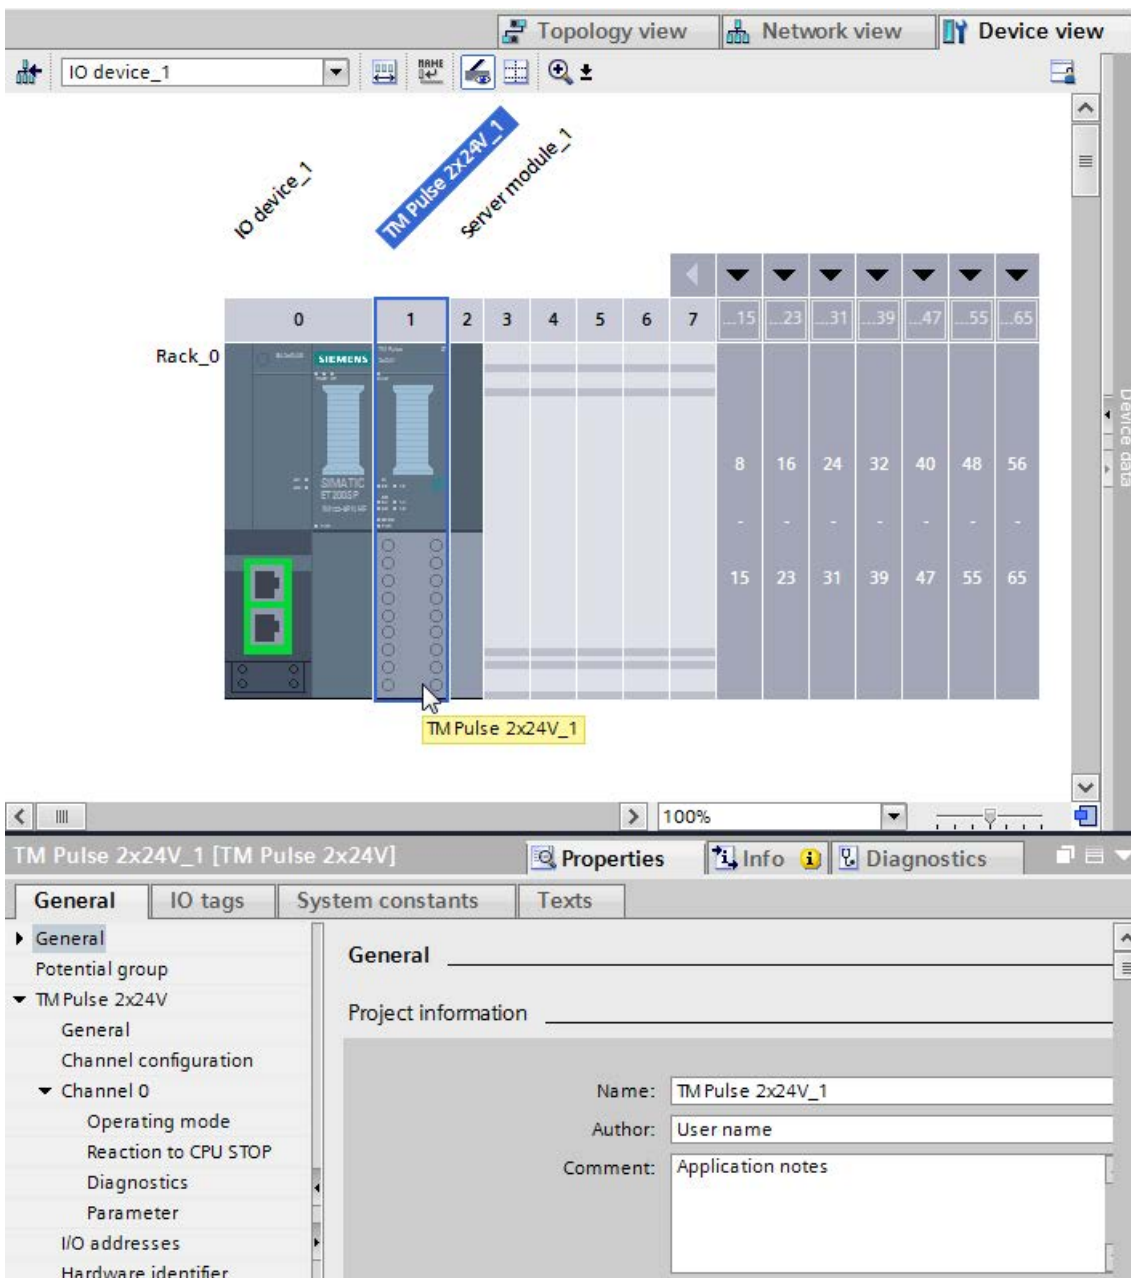 Topology view Network view Device view
IO device_1
IO device_1
TM Pulse 2x24V_1
Server module_1
0 1 2 3 4 5 6 7 ...15 ...23 ...31 ...39 ...47 ...55 ...65
Rack_0
SIEMENS
SIMATIC
ET 200SP
8 16 24 32 40 48 56
- - - - - - -
15 23 31 39 47 55 65
TM Pulse 2x24V_1
Device data
100%
TM Pulse 2x24V_1 [TM Pulse 2x24V]
Properties Info Diagnostics
General IO tags System constants Texts
General
Potential group
TM Pulse 2x24V
General
Channel configuration
Channel 0
Operating mode
Reaction to CPU STOP
Diagnostics
Parameter
I/O addresses
Hardware identifier
General
Project information
Name: TM Pulse 2x24V_1
Author: User name
Comment: Application notes